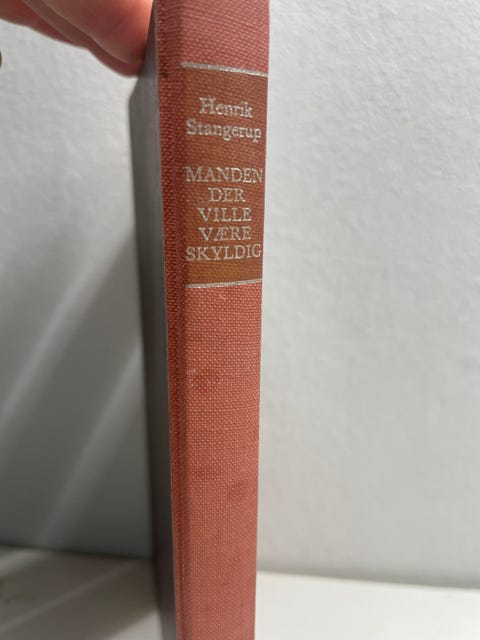 Henrik
Stangerup
MANDEN
DER
VILLE
VÆRE
SKYLDIG